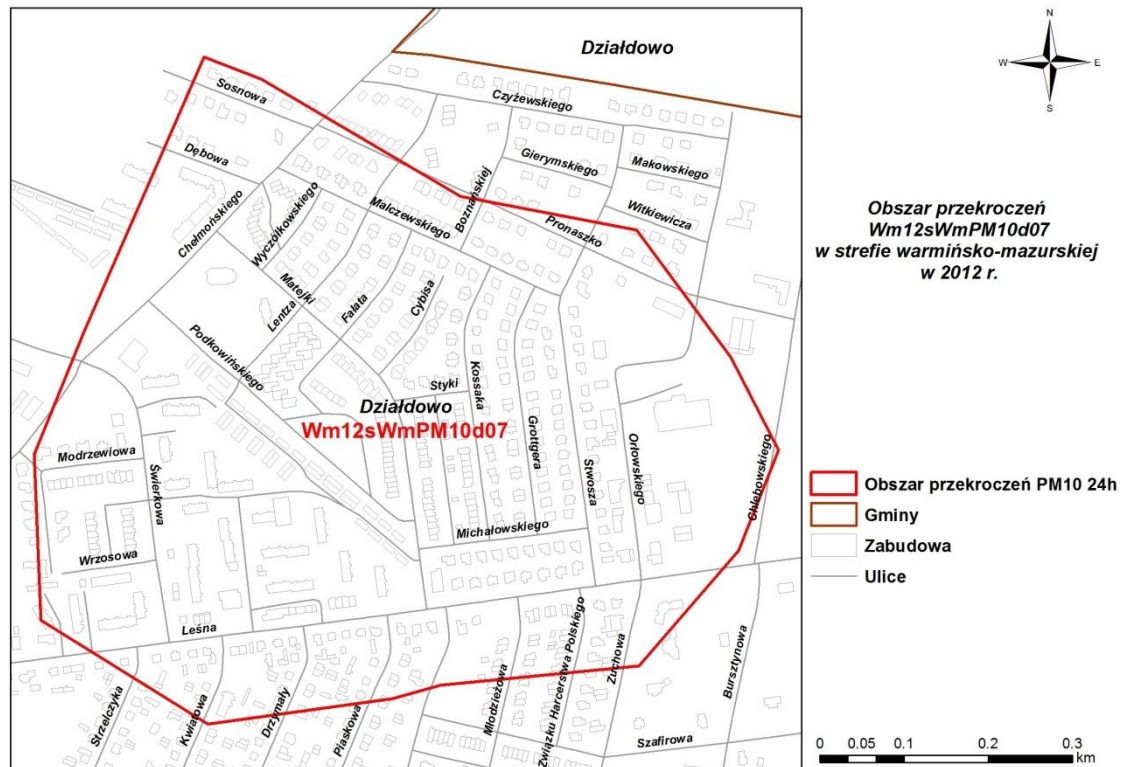 Działdowo
Czyżewskiego
Sosnowa
Gierymskiego
Makowskiego
Dębowa
Boznańskiej
Wyczółkowskiego
Malczewskiego
Witkiewicza
Pronaszko
Chełmońskiego
Matejki
Lentza
Fałata
Cybisa
Podkowińskiego
Styki
Kossaka
Działdowo
Wm12sWmPM10d07
Grottgera
Stwosza
Orłowskiego
Chlebowskiego
Modrzewiowa
Świerkowa
Michałowskiego
Wrzosowa
Leśna
Strzelczyka
Kwiatowa
Drzymały
Piaskowa
Młodzieżowa
Związku Harcerstwa Polskiego
Zuchowa
Bursztynowa
Szafirowa
N
W E
S
Obszar przekroczeń
Wm12sWmPM10d07
w strefie warmińsko-mazurskiej
w 2012 r.
Obszar przekroczeń PM10 24h
Gminy
Zabudowa
Ulice
0 0.05 0.1 0.2 0.3
km